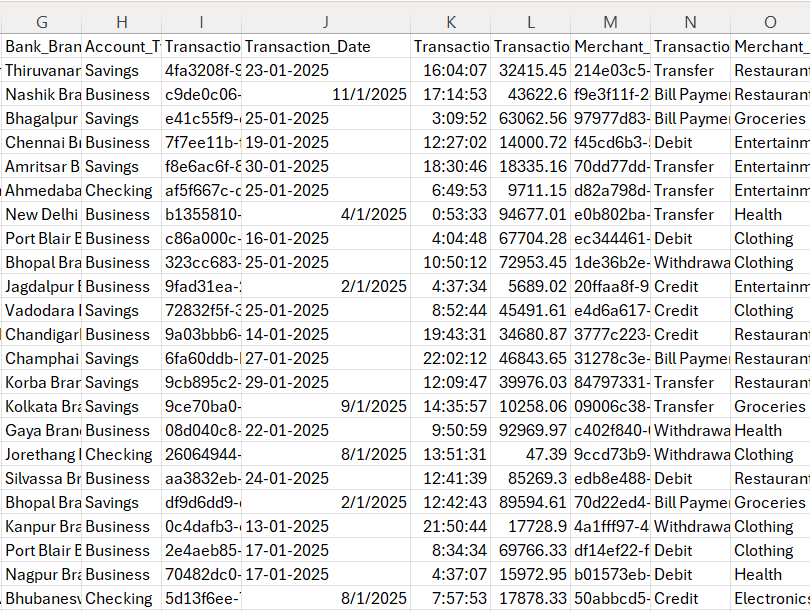 G H I J K L M N O
Bank_Bran Account_T Transactio Transaction_Date Transactio Transactio Merchant_ Transactio Merchant_
Thiruvanan Savings 4fa3208f-9 23-01-2025 16:04:07 32415.45 214e03c5- Transfer Restauran
Nashik Bra Business c9de0c06- 11/1/2025 17:14:53 43622.6 f9e3f11f-2 Bill Paymen Restauran
Bhagalpur Savings e41c55f9- 25-01-2025 3:09:52 63062.56 97977d83- Bill Paymen Groceries
Chennai Br Business 7f7ee11b- 19-01-2025 12:27:02 14000.72 f45cd6b3- Debit Entertainm
Amritsar B Savings f8e6ac6f-8 30-01-2025 18:30:46 18335.16 70dd77dd- Transfer Entertainm
Ahmedaba Checking af5f667c-c 25-01-2025 6:49:53 9711.15 d82a798d- Transfer Entertainm
New Delhi Business b1355810- 4/1/2025 0:53:33 94677.01 e0b802ba- Transfer Health
Port Blair B Business c86a000c- 16-01-2025 4:04:48 67704.28 ec344461- Debit Clothing
Bhopal Bra Business 323cc683- 25-01-2025 10:50:12 72953.45 1de36b2e- Withdrawa Clothing
Jagdalpur B Business 9fad31ea- 2/1/2025 4:37:34 5689.02 20ffaa8f-9 Credit Entertainm
Vadodara Savings 72832f5f-3 25-01-2025 8:52:44 45491.61 e4d6a617- Credit Clothing
Chandigarh Business 9a03bbb6- 14-01-2025 19:43:31 34680.87 3777c223- Credit Restauran
Champhai Savings 6fa60ddb- 27-01-2025 22:02:12 46843.65 31278c3e- Bill Paymen Restauran
Korba Bran Savings 9cb895c2- 29-01-2025 12:09:47 39976.03 84797331- Transfer Restauran
Kolkata Bra Savings 9ce70ba0- 9/1/2025 14:35:57 10258.06 09006c38- Transfer Groceries
Gaya Branc Business 08d040c8- 22-01-2025 9:50:59 92969.97 c402f840- Withdrawa Health
Jorethang Checking 26064944- 8/1/2025 13:51:31 47.39 9ccd73b9- Withdrawa Clothing
Silvassa Br Business aa3832eb- 24-01-2025 12:41:39 85269.3 edb8e488- Debit Restauran
Bhopal Bra Savings df9d6dd9- 2/1/2025 12:42:43 89594.61 70d22ed4- Bill Paymen Groceries
Kanpur Bra Business 0c4dafb3- 13-01-2025 21:50:44 17728.9 4a1fff97-4 Withdrawa Clothing
Port Blair B Business 2e4aeb85- 17-01-2025 8:34:34 69766.33 df14ef22-f Debit Clothing
Nagpur Bra Business 70482dc0- 17-01-2025 4:37:07 15972.95 b01573eb- Debit Health
Bhubanesw Checking 5d13f6ee- 8/1/2025 7:57:53 17878.33 50abbcd5- Credit Electronics